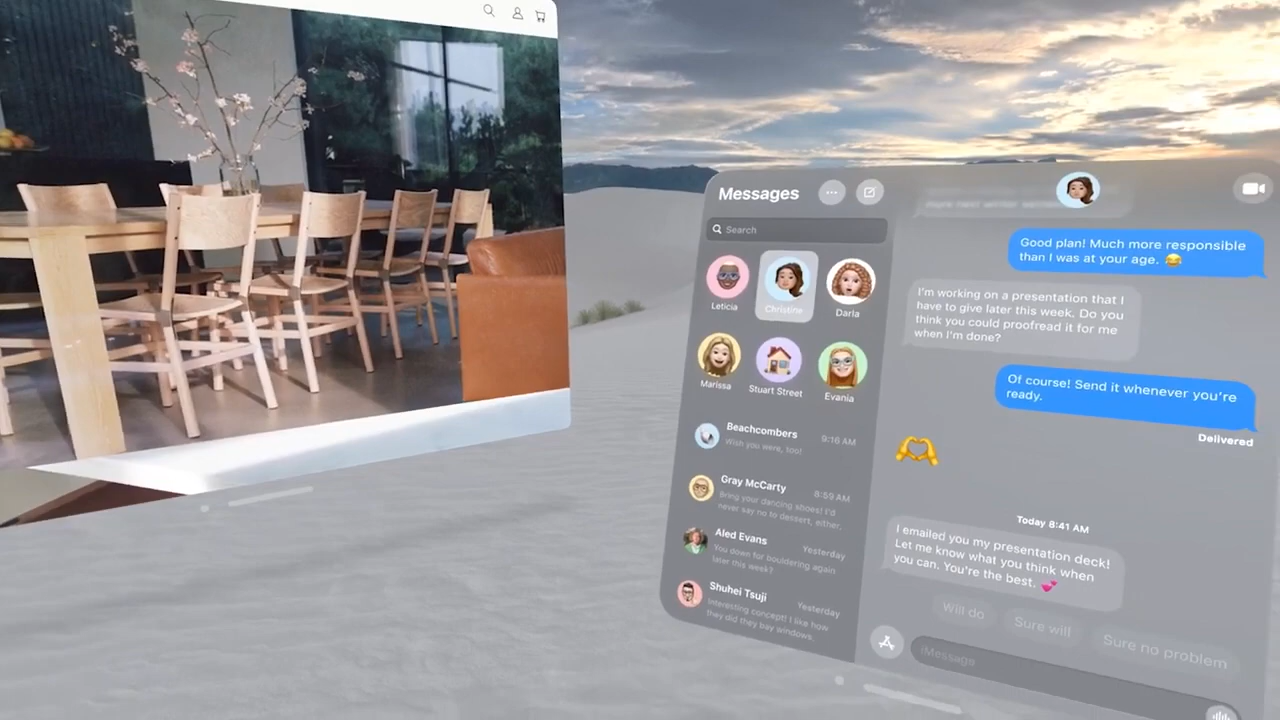 Messages
Search
Leticia
Christine
Darla
Marissa
Stuart Street
Evania
Beachcombers
9:16 AM
Wish you were, too!
Gray McCarty
8:59 AM
Bring your dancing shoes! I'd
never say no to dessert, either.
Aled Evans
Yesterday
You down for bouldering again
later this week?
Shuhei Tsuji
Yesterday
Interesting concept! I like how
they did they bay windows.
Good plan! Much more responsible
than I was at your age. 😂
I'm working on a presentation that I
have to give later this week. Do you
think you could proofread it for me
when I'm done?
Of course! Send it whenever you're
ready.
Delivered
Today 8:41 AM
I emailed you my presentation deck!
Let me know what you think when
you can. You're the best. 💕
Will do
Sure will
Sure no problem
iMessage